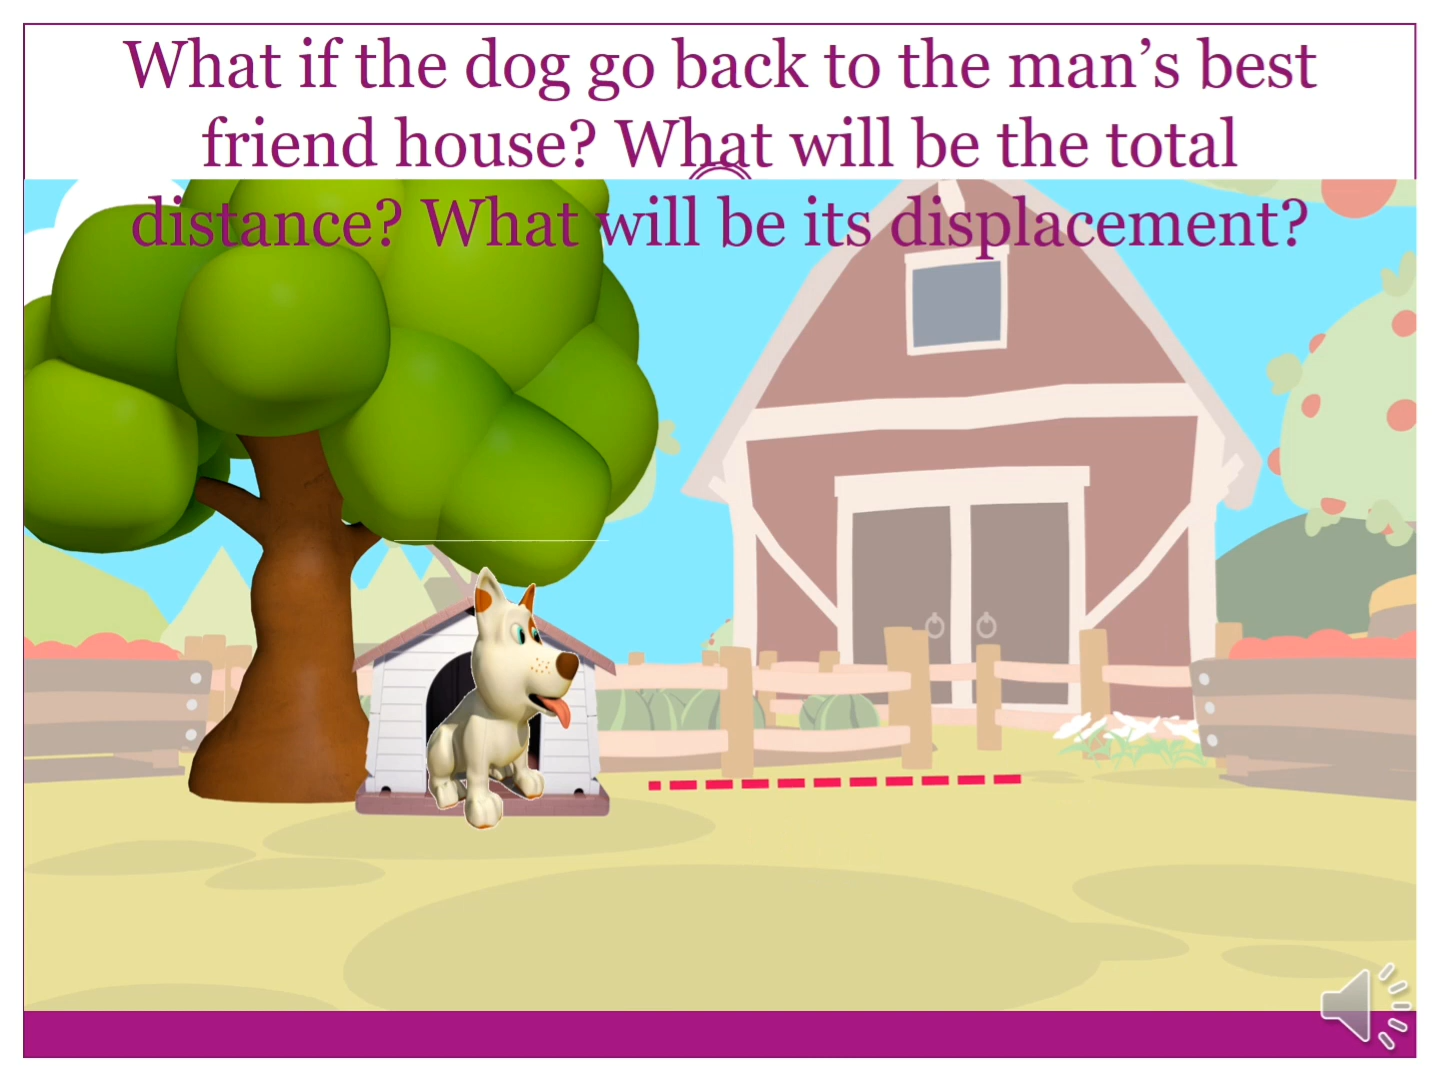 What if the dog go back to the man’s best
friend house? What will be the total
distance? What will be its displacement?